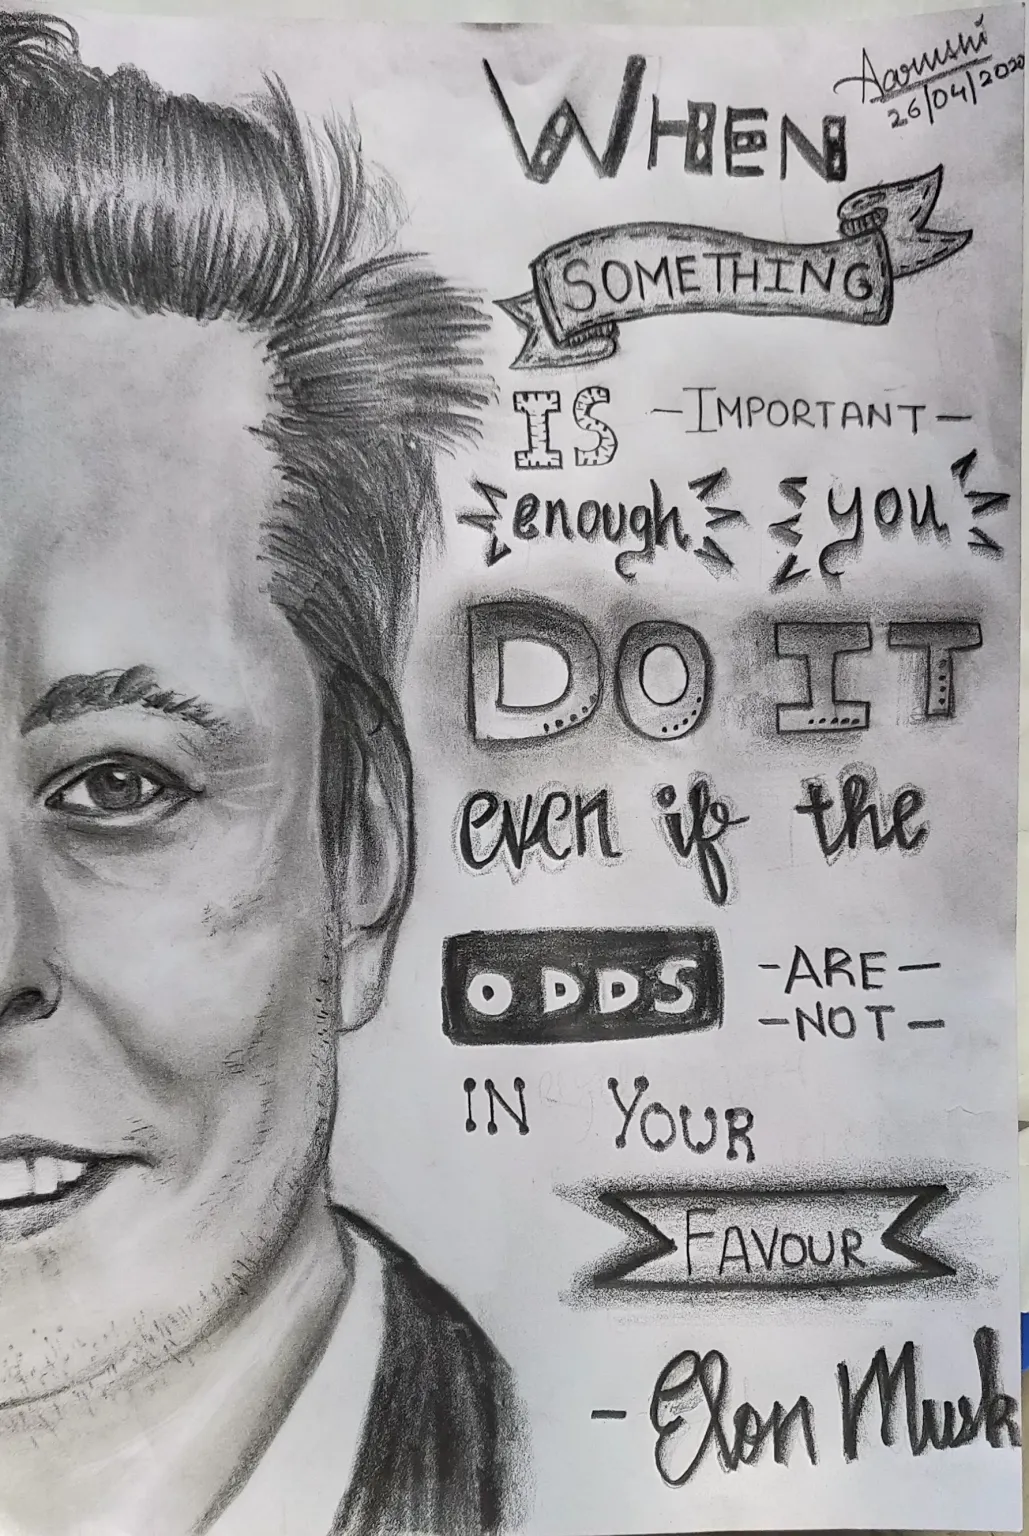 Aarushi
26/04/2020
WHEN
SOMETHING
IS -IMPORTANT-
enough you
DO IT
even if the
ODDS -ARE-
-NOT-
IN YOUR
FAVOUR
- Elon Musk